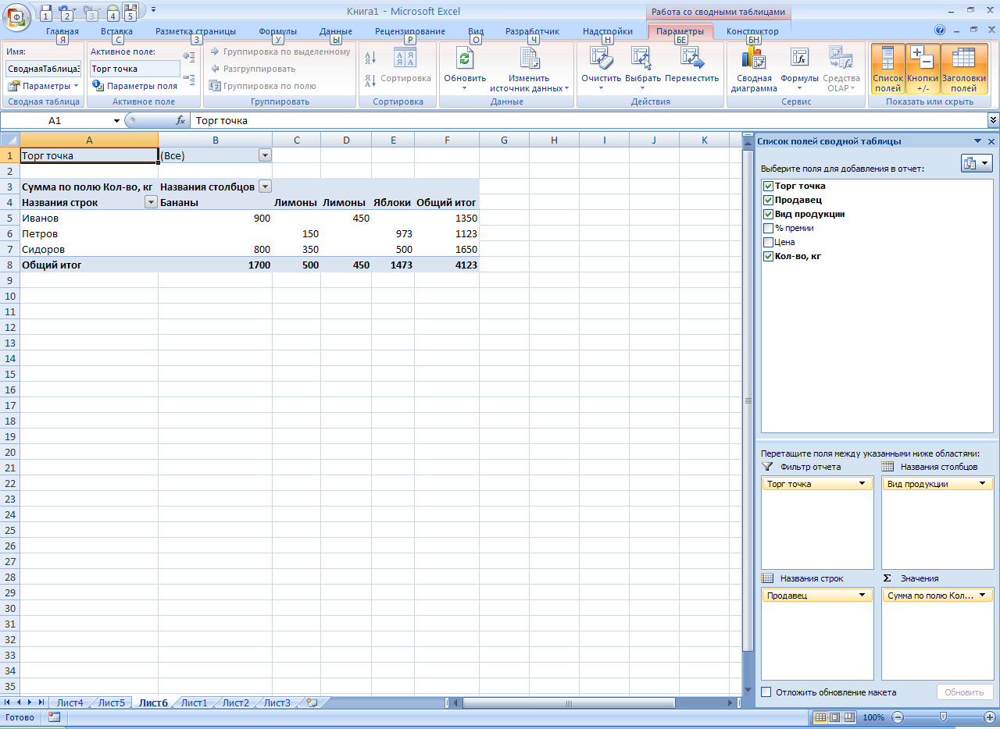 Книга1 - Microsoft Excel
Работа со сводными таблицами
1 2 3 4 5
Главная Вставка Разметка страницы Формулы Данные Рецензирование Вид Разработчик Надстройки Параметры Конструктор
Я С З У Ы Р О Ч Н БЕ БН
Имя:
СводнаяТаблица3
Параметры
Сводная таблица
Активное поле:
Торг точка
Параметры поля
Активное поле
Группировка по выделенному
Разгруппировать
Группировка по полю
Группировать
Сортировка
Сортировка
Обновить
Изменить
источник данных
Данные
Очистить Выбрать Переместить
Действия
Сводная
диаграмма
Формулы
Средства
OLAP
Сервис
Список
полей
Кнопки
+/-
Заголовки
полей
Показать или скрыть
A1 fx Торг точка
A B C D E F G H I J K
1 Торг точка (Все)
2
3 Сумма по полю Кол-во, кг Названия столбцов
4 Названия строк Бананы Лимоны Лимоны Яблоки Общий итог
5 Иванов 900 450 1350
6 Петров 150 973 1123
7 Сидоров 800 350 500 1650
8 Общий итог 1700 500 450 1473 4123
9
10
11
12
13
14
15
16
17
18
19
20
21
22
23
24
25
26
27
28
29
30
31
32
33
34
35
Список полей сводной таблицы
Выберите поля для добавления в отчет:
Торг точка
Продавец
Вид продукции
% премии
Цена
Кол-во, кг
Перетащите поля между указанными ниже областями:
Фильтр отчета Названия столбцов
Торг точка Вид продукции
Названия строк Σ Значения
Продавец Сумма по полю Кол...
Отложить обновление макета Обновить
Лист4 Лист5 Лист6 Лист1 Лист2 Лист3
Готово 100%